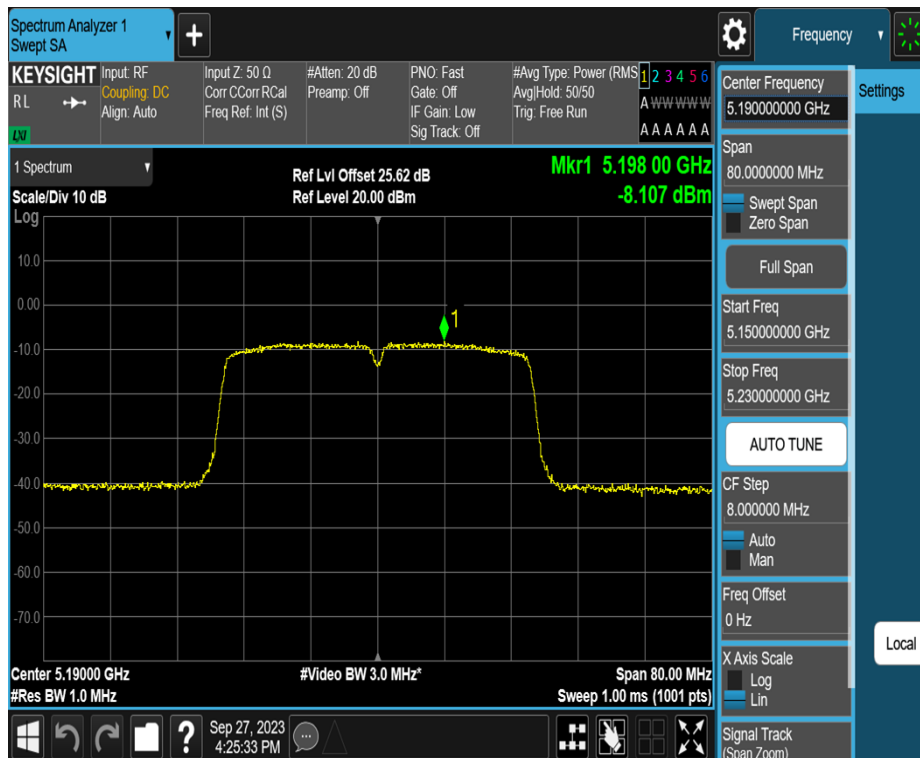 Spectrum Analyzer 1
Swept SA
+
Frequency
KEYSIGHT
R L
LXI
Input: RF
Coupling: DC
Align: Auto
Input Z: 50 Ω
Corr CCorr RCal
Freq Ref: Int (S)
#Atten: 20 dB
Preamp: Off
PNO: Fast
Gate: Off
IF Gain: Low
Sig Track: Off
#Avg Type: Power (RMS
Avg|Hold: 50/50
Trig: Free Run
1 2 3 4 5 6
A W W W W W
A A A A A A
1 Spectrum
Scale/Div 10 dB
Log
Ref Lvl Offset 25.62 dB
Ref Level 20.00 dBm
Mkr1 5.198 00 GHz
-8.107 dBm
10.0
0.00
-10.0
-20.0
-30.0
-40.0
-50.0
-60.0
-70.0
1
Center 5.19000 GHz
#Res BW 1.0 MHz
#Video BW 3.0 MHz*
Span 80.00 MHz
Sweep 1.00 ms (1001 pts)
Center Frequency
5.190000000 GHz
Settings
Span
80.0000000 MHz
Swept Span
Zero Span
Full Span
Start Freq
5.150000000 GHz
Stop Freq
5.230000000 GHz
AUTO TUNE
CF Step
8.000000 MHz
Auto
Man
Freq Offset
0 Hz
Local
X Axis Scale
Log
Lin
Signal Track
(Span Zoom)
?
Sep 27, 2023
4:25:33 PM